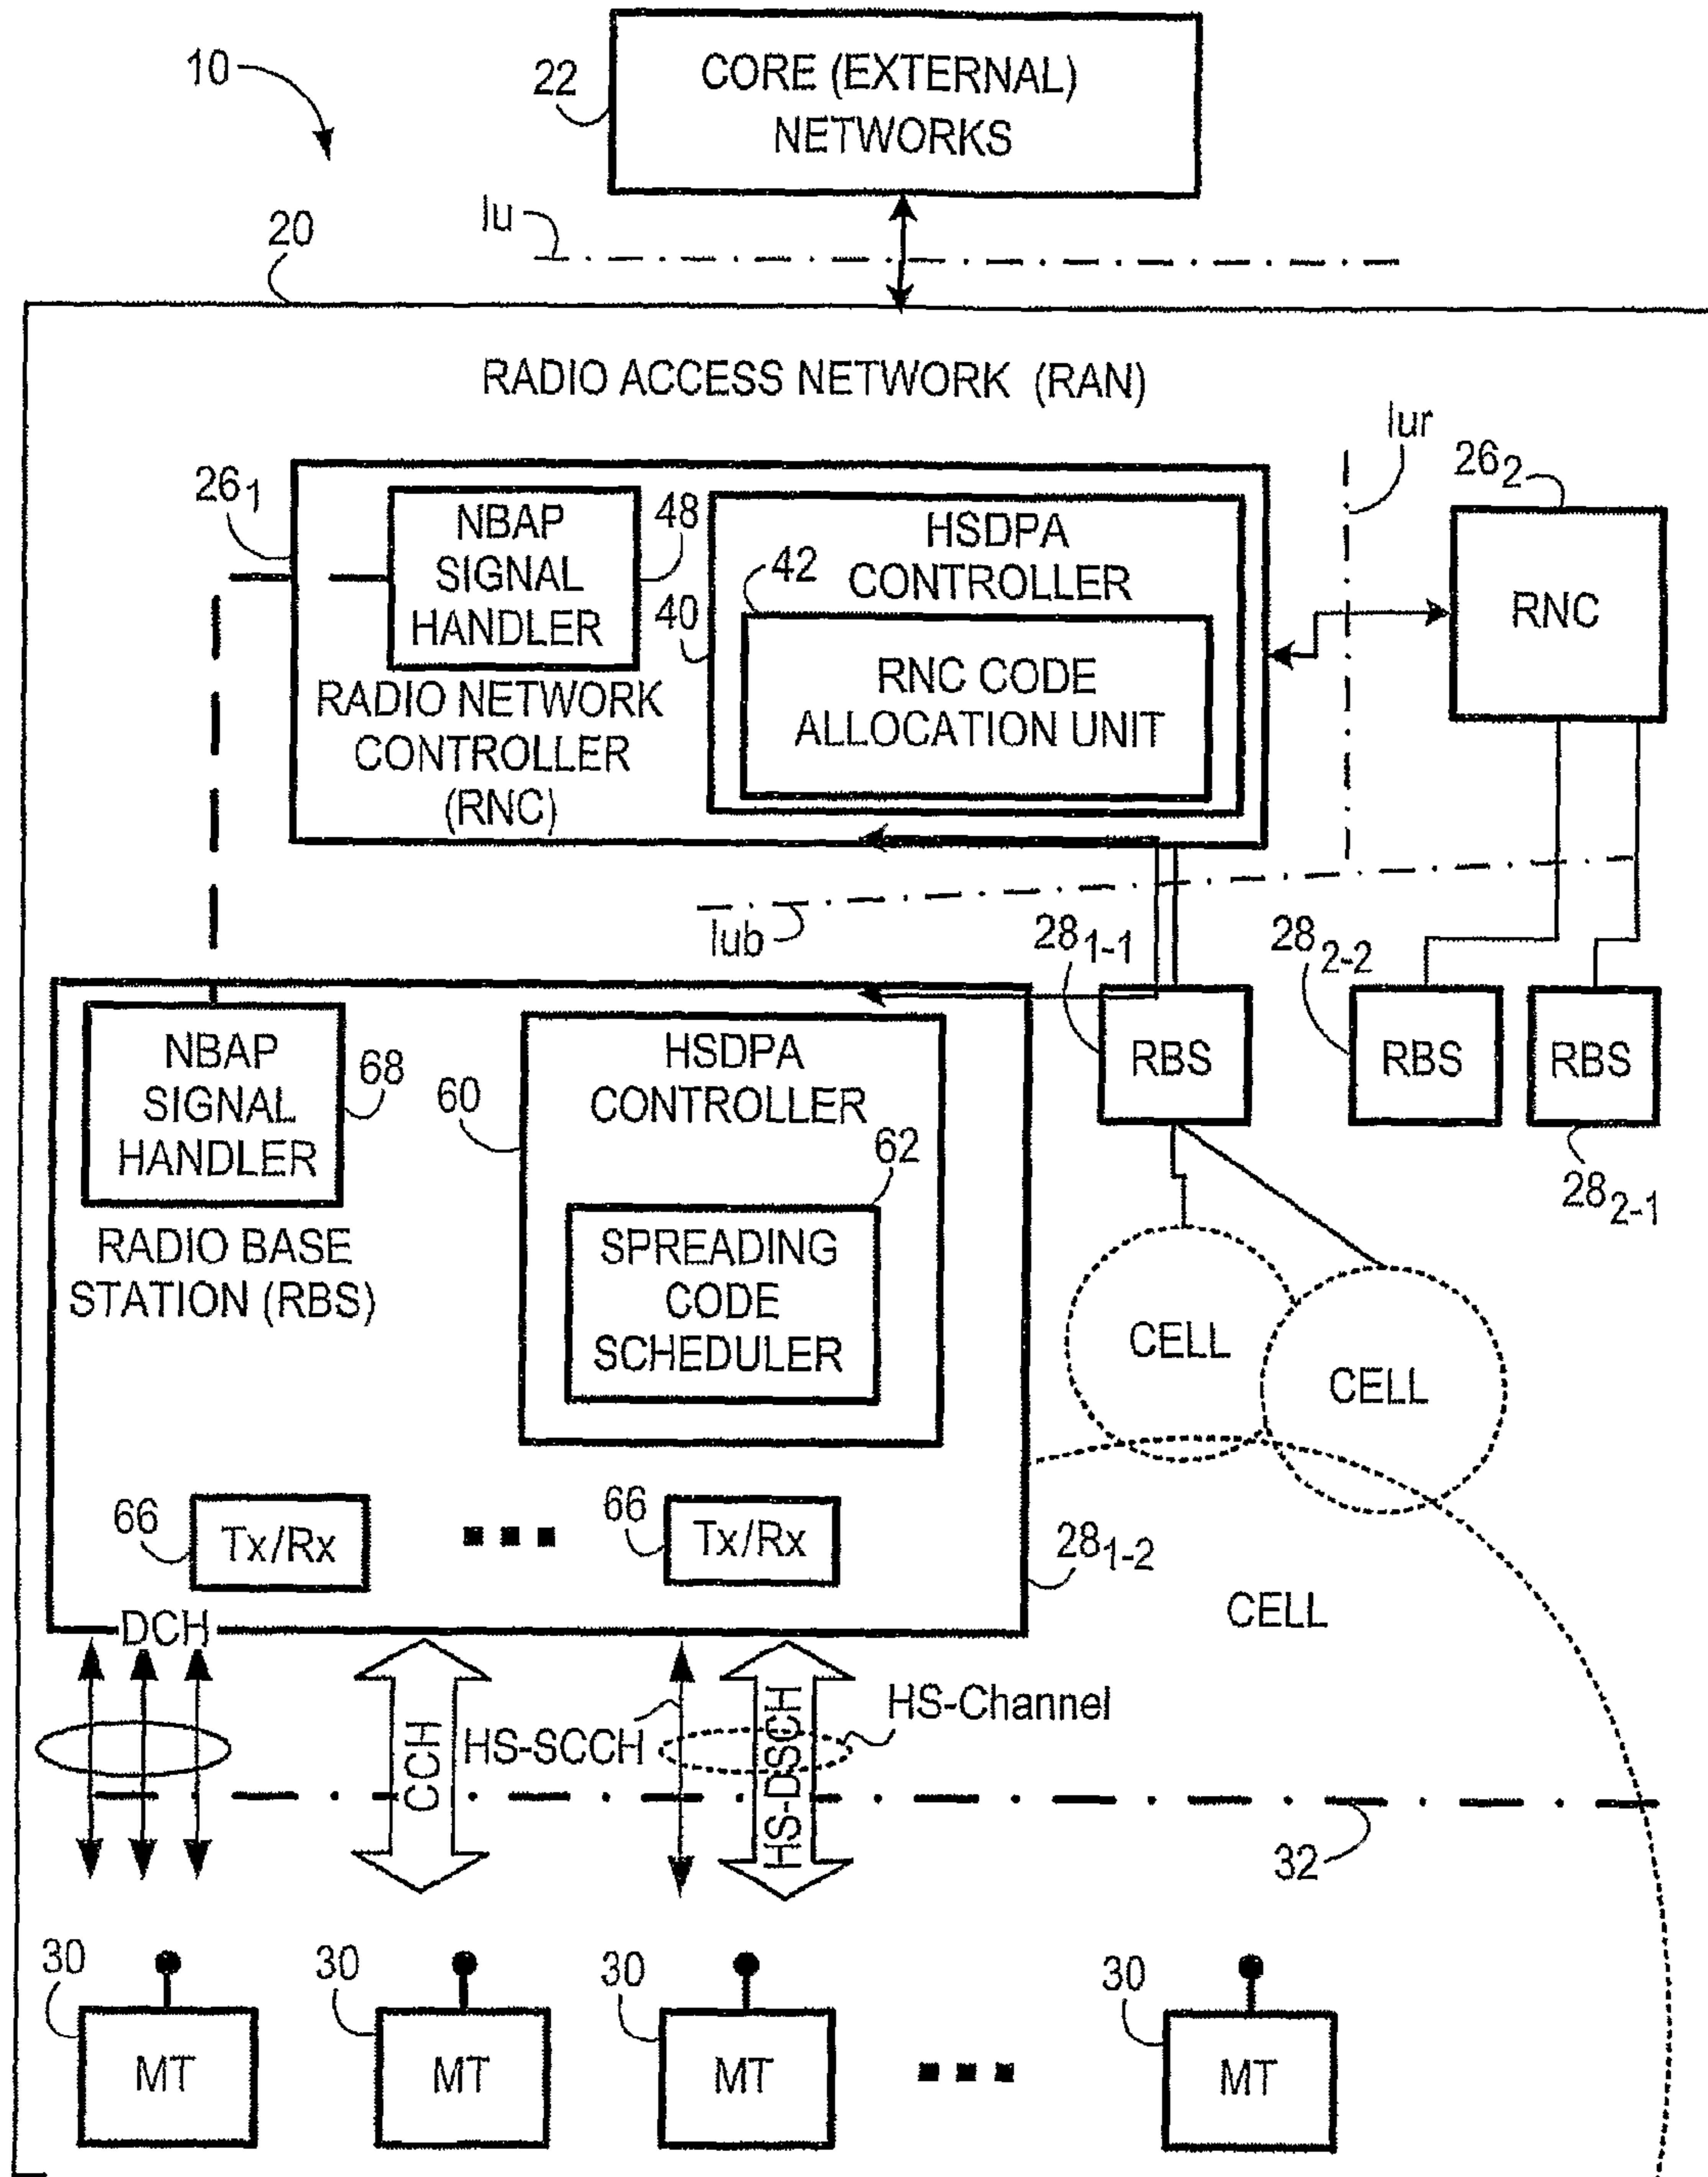 10
22
CORE (EXTERNAL)
NETWORKS
Iu
20
RADIO ACCESS NETWORK (RAN)
Iur
26₁
NBAP
SIGNAL
HANDLER
48
RADIO NETWORK
CONTROLLER
(RNC)
40
42
HSDPA
CONTROLLER
RNC CODE
ALLOCATION UNIT
26₂
RNC
Iub
28₁₋₁
RBS
28₂₋₂
RBS
RBS
28₂₋₁
NBAP
SIGNAL
HANDLER
68
RADIO BASE
STATION (RBS)
60
HSDPA
CONTROLLER
62
SPREADING
CODE
SCHEDULER
CELL
CELL
66
Tx/Rx
66
Tx/Rx
28₁₋₂
CELL
DCH
CCH
HS-SCCH
HS-DSCH
HS-Channel
32
30
MT
30
MT
30
MT
30
MT